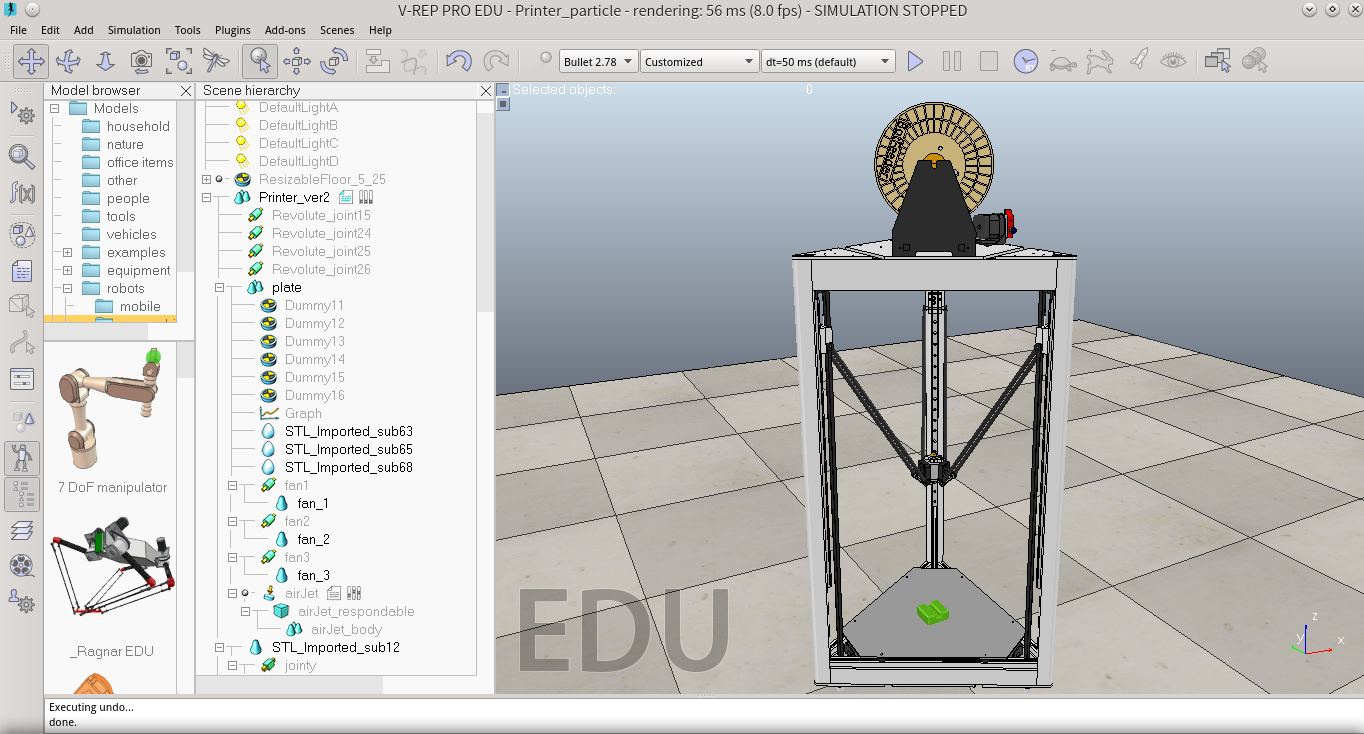 V-REP PRO EDU - Printer_particle - rendering: 56 ms (8.0 fps) - SIMULATION STOPPED
File Edit Add Simulation Tools Plugins Add-ons Scenes Help
Bullet 2.78 Customized dt=50 ms (default)
RT
Model browser
Models
household
nature
office items
other
people
tools
vehicles
examples
equipment
robots
mobile
7 DoF manipulator
_Ragnar EDU
f(x)
Scene hierarchy
DefaultLightA
DefaultLightB
DefaultLightC
DefaultLightD
ResizableFloor_5_25
Printer_ver2
Revolute_joint15
Revolute_joint24
Revolute_joint25
Revolute_joint26
plate
Dummy11
Dummy12
Dummy13
Dummy14
Dummy15
Dummy16
Graph
STL_Imported_sub63
STL_Imported_sub65
STL_Imported_sub68
fan1
fan_1
fan2
fan_2
fan3
fan_3
airJet
airJet_respondable
airJet_body
STL_Imported_sub12
jointy
Selected objects: 0
EDU
z
y
x
Executing undo...
done.